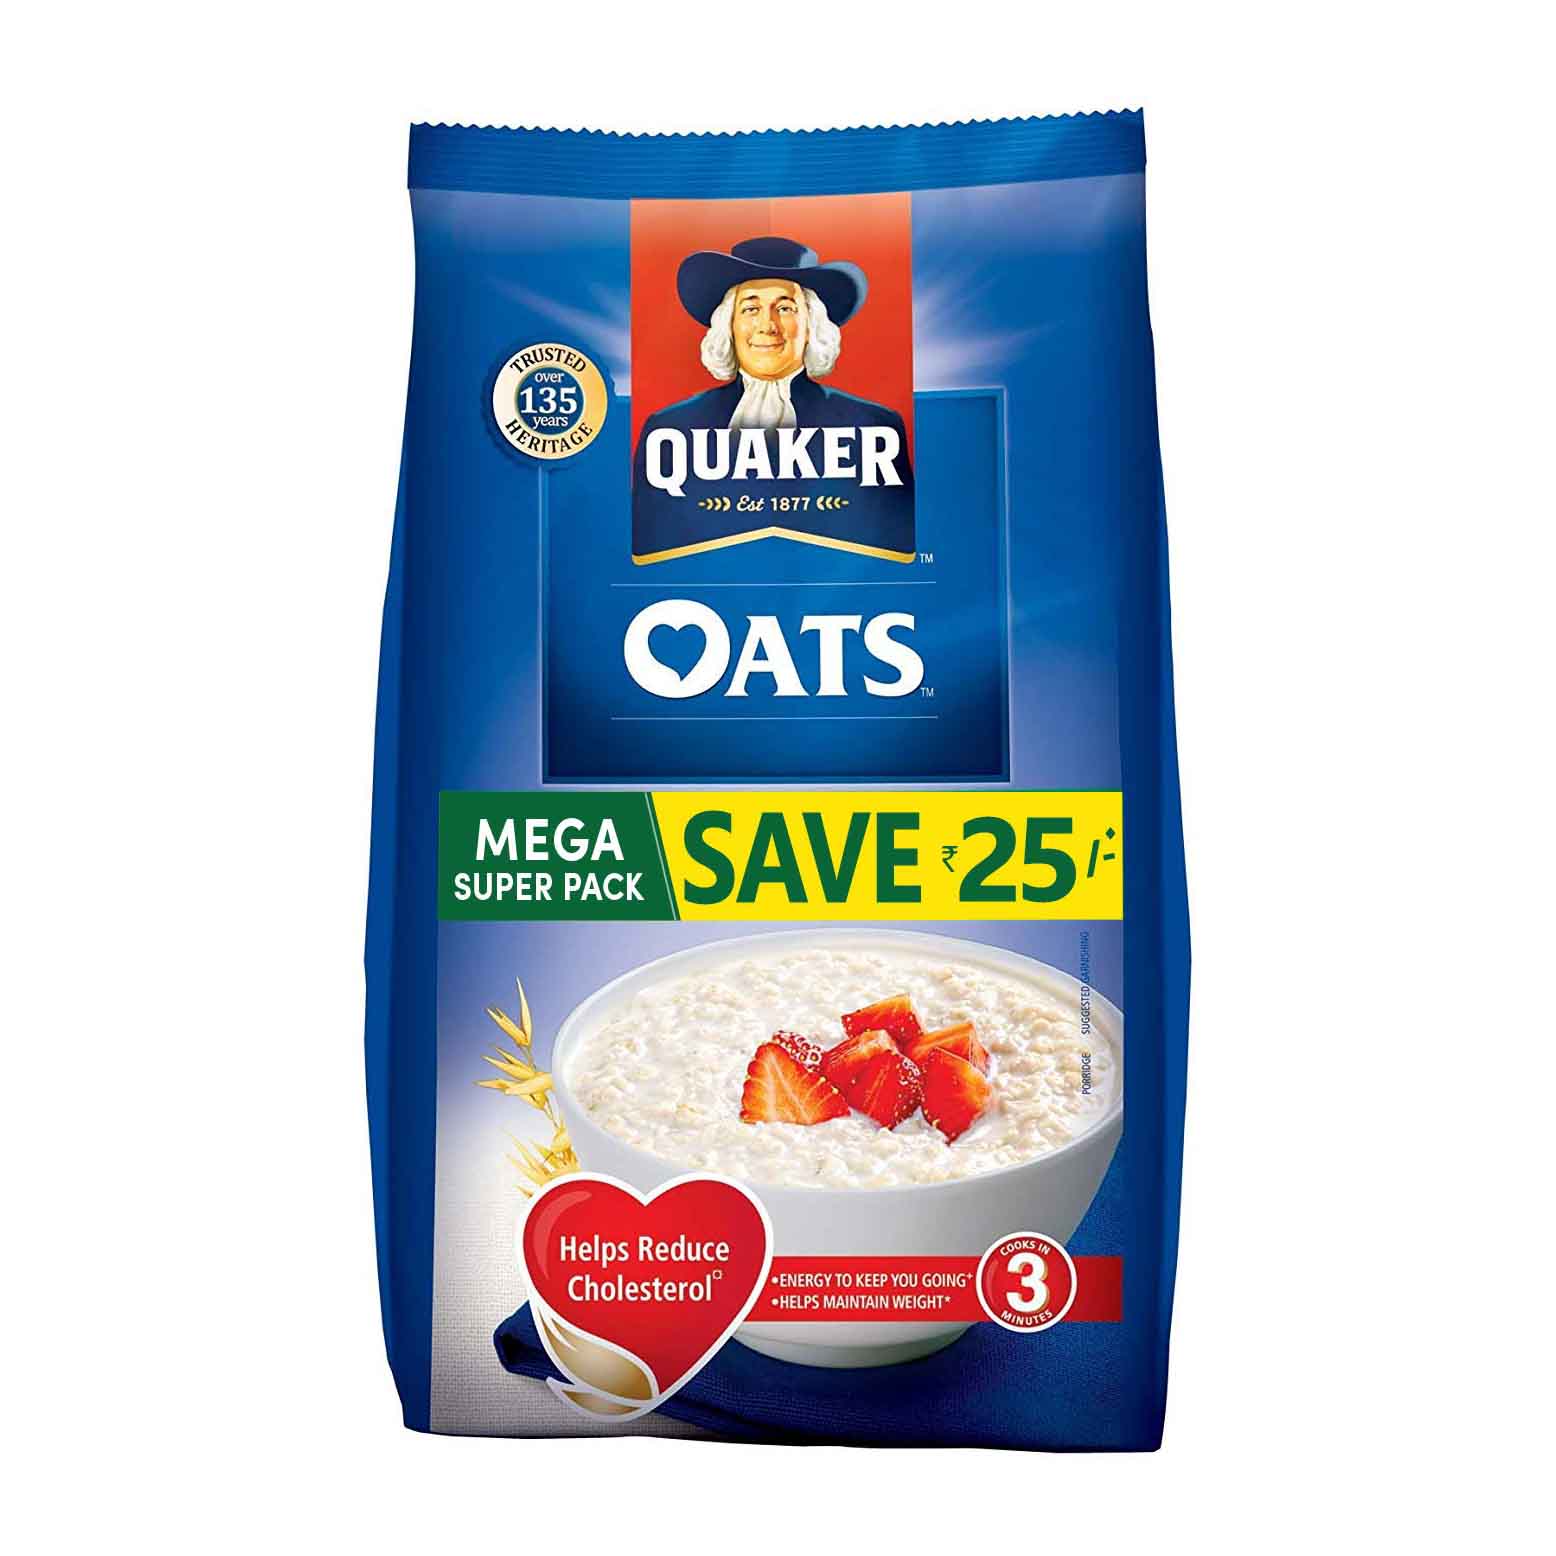 TRUSTED
over
135
years
HERITAGE
QUAKER
Est 1877
TM
OATS
TM
MEGA
SUPER PACK
SAVE ₹25/-♦
PORRIDGE SUGGESTED GARNISHING
Helps Reduce
Cholesterol¤
•ENERGY TO KEEP YOU GOING+
•HELPS MAINTAIN WEIGHT*
COOKS IN
3
MINUTES